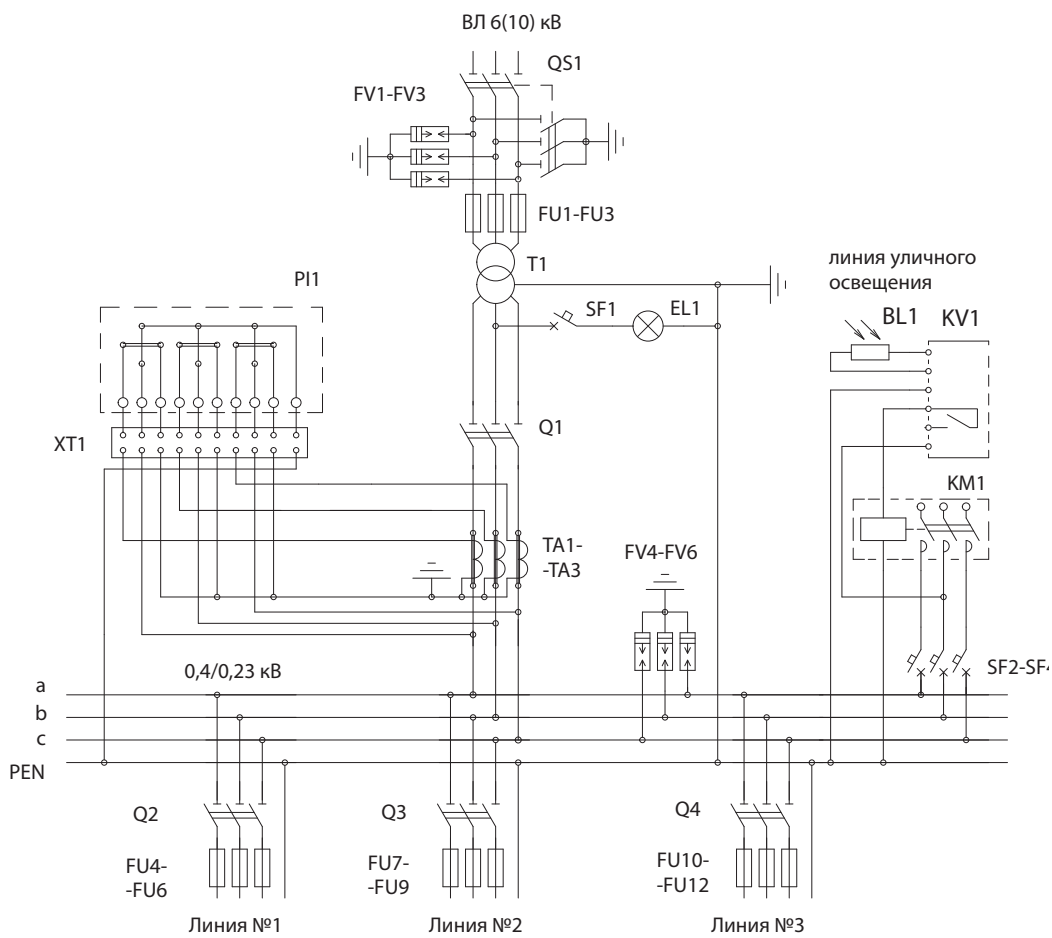 ВЛ 6(10) кВ
QS1
FV1-FV3
FU1-FU3
T1
линия уличного
освещения
PI1
SF1
EL1
BL1
KV1
Q1
XT1
KM1
TA1-
-TA3
FV4-FV6
0,4/0,23 кВ
SF2-SF4
a
b
c
PEN
Q2
Q3
Q4
FU4-
-FU6
FU7-
-FU9
FU10-
-FU12
Линия №1
Линия №2
Линия №3